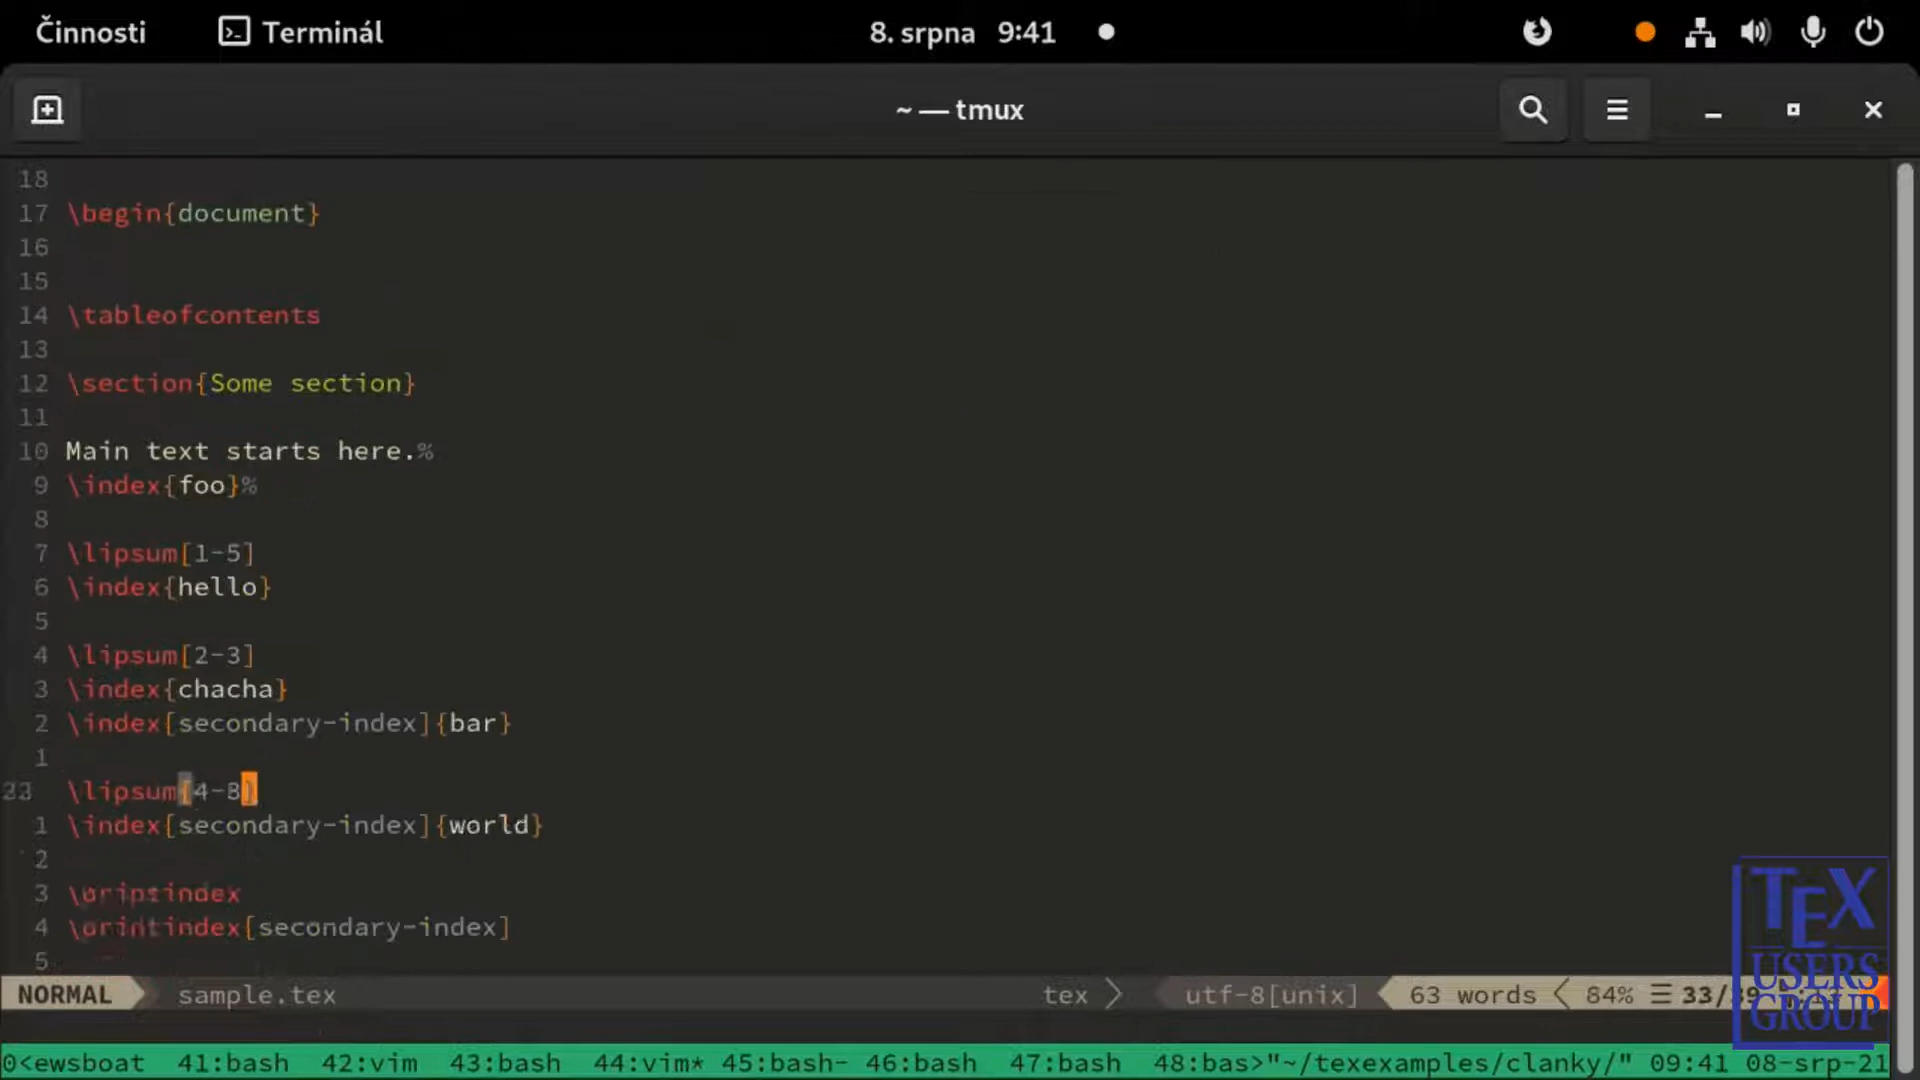 Činnosti Terminál 8. srpna 9:41
~ — tmux
18
17 \begin{document}
16
15
14 \tableofcontents
13
12 \section{Some section}
11
10 Main text starts here.%
9 \index{foo}%
8
7 \lipsum[1-5]
6 \index{hello}
5
4 \lipsum[2-3]
3 \index{chacha}
2 \index[secondary-index]{bar}
1
33 \lipsum[4-8]
1 \index[secondary-index]{world}
2
3 \printindex
4 \printindex[secondary-index]
5
NORMAL sample.tex tex utf-8[unix] 63 words 84% ☰ 33/39
TEX
USERS
GROUP
0<ewsboat 41:bash 42:vim 43:bash 44:vim* 45:bash- 46:bash 47:bash 48:bas>"~/texexamples/clanky/" 09:41 08-srp-21